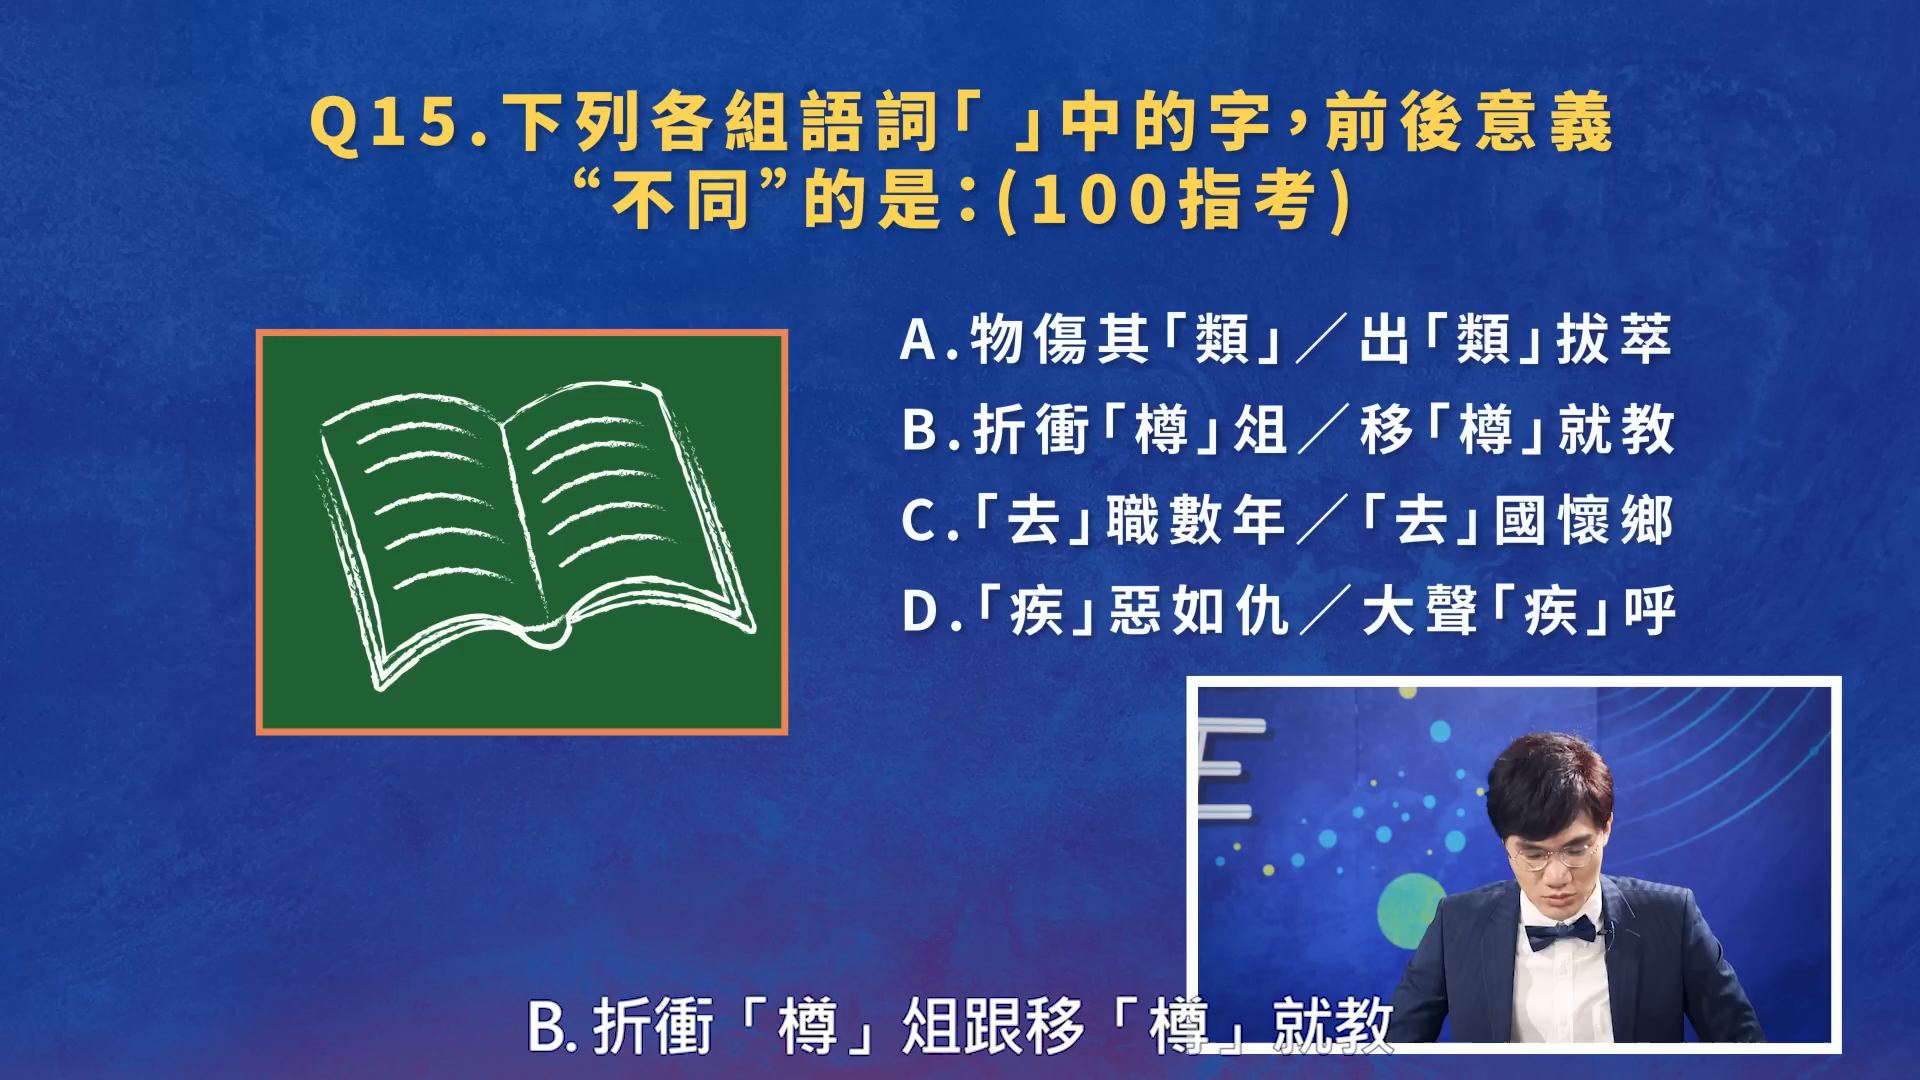 Q15.下列各組語詞「 」中的字，前後意義
“不同”的是：(100指考)
A.物傷其「類」／出「類」拔萃
B.折衝「樽」俎／移「樽」就教
C.「去」職數年／「去」國懷鄉
D.「疾」惡如仇／大聲「疾」呼
E
B. 折衝「樽」俎跟移「樽」就教